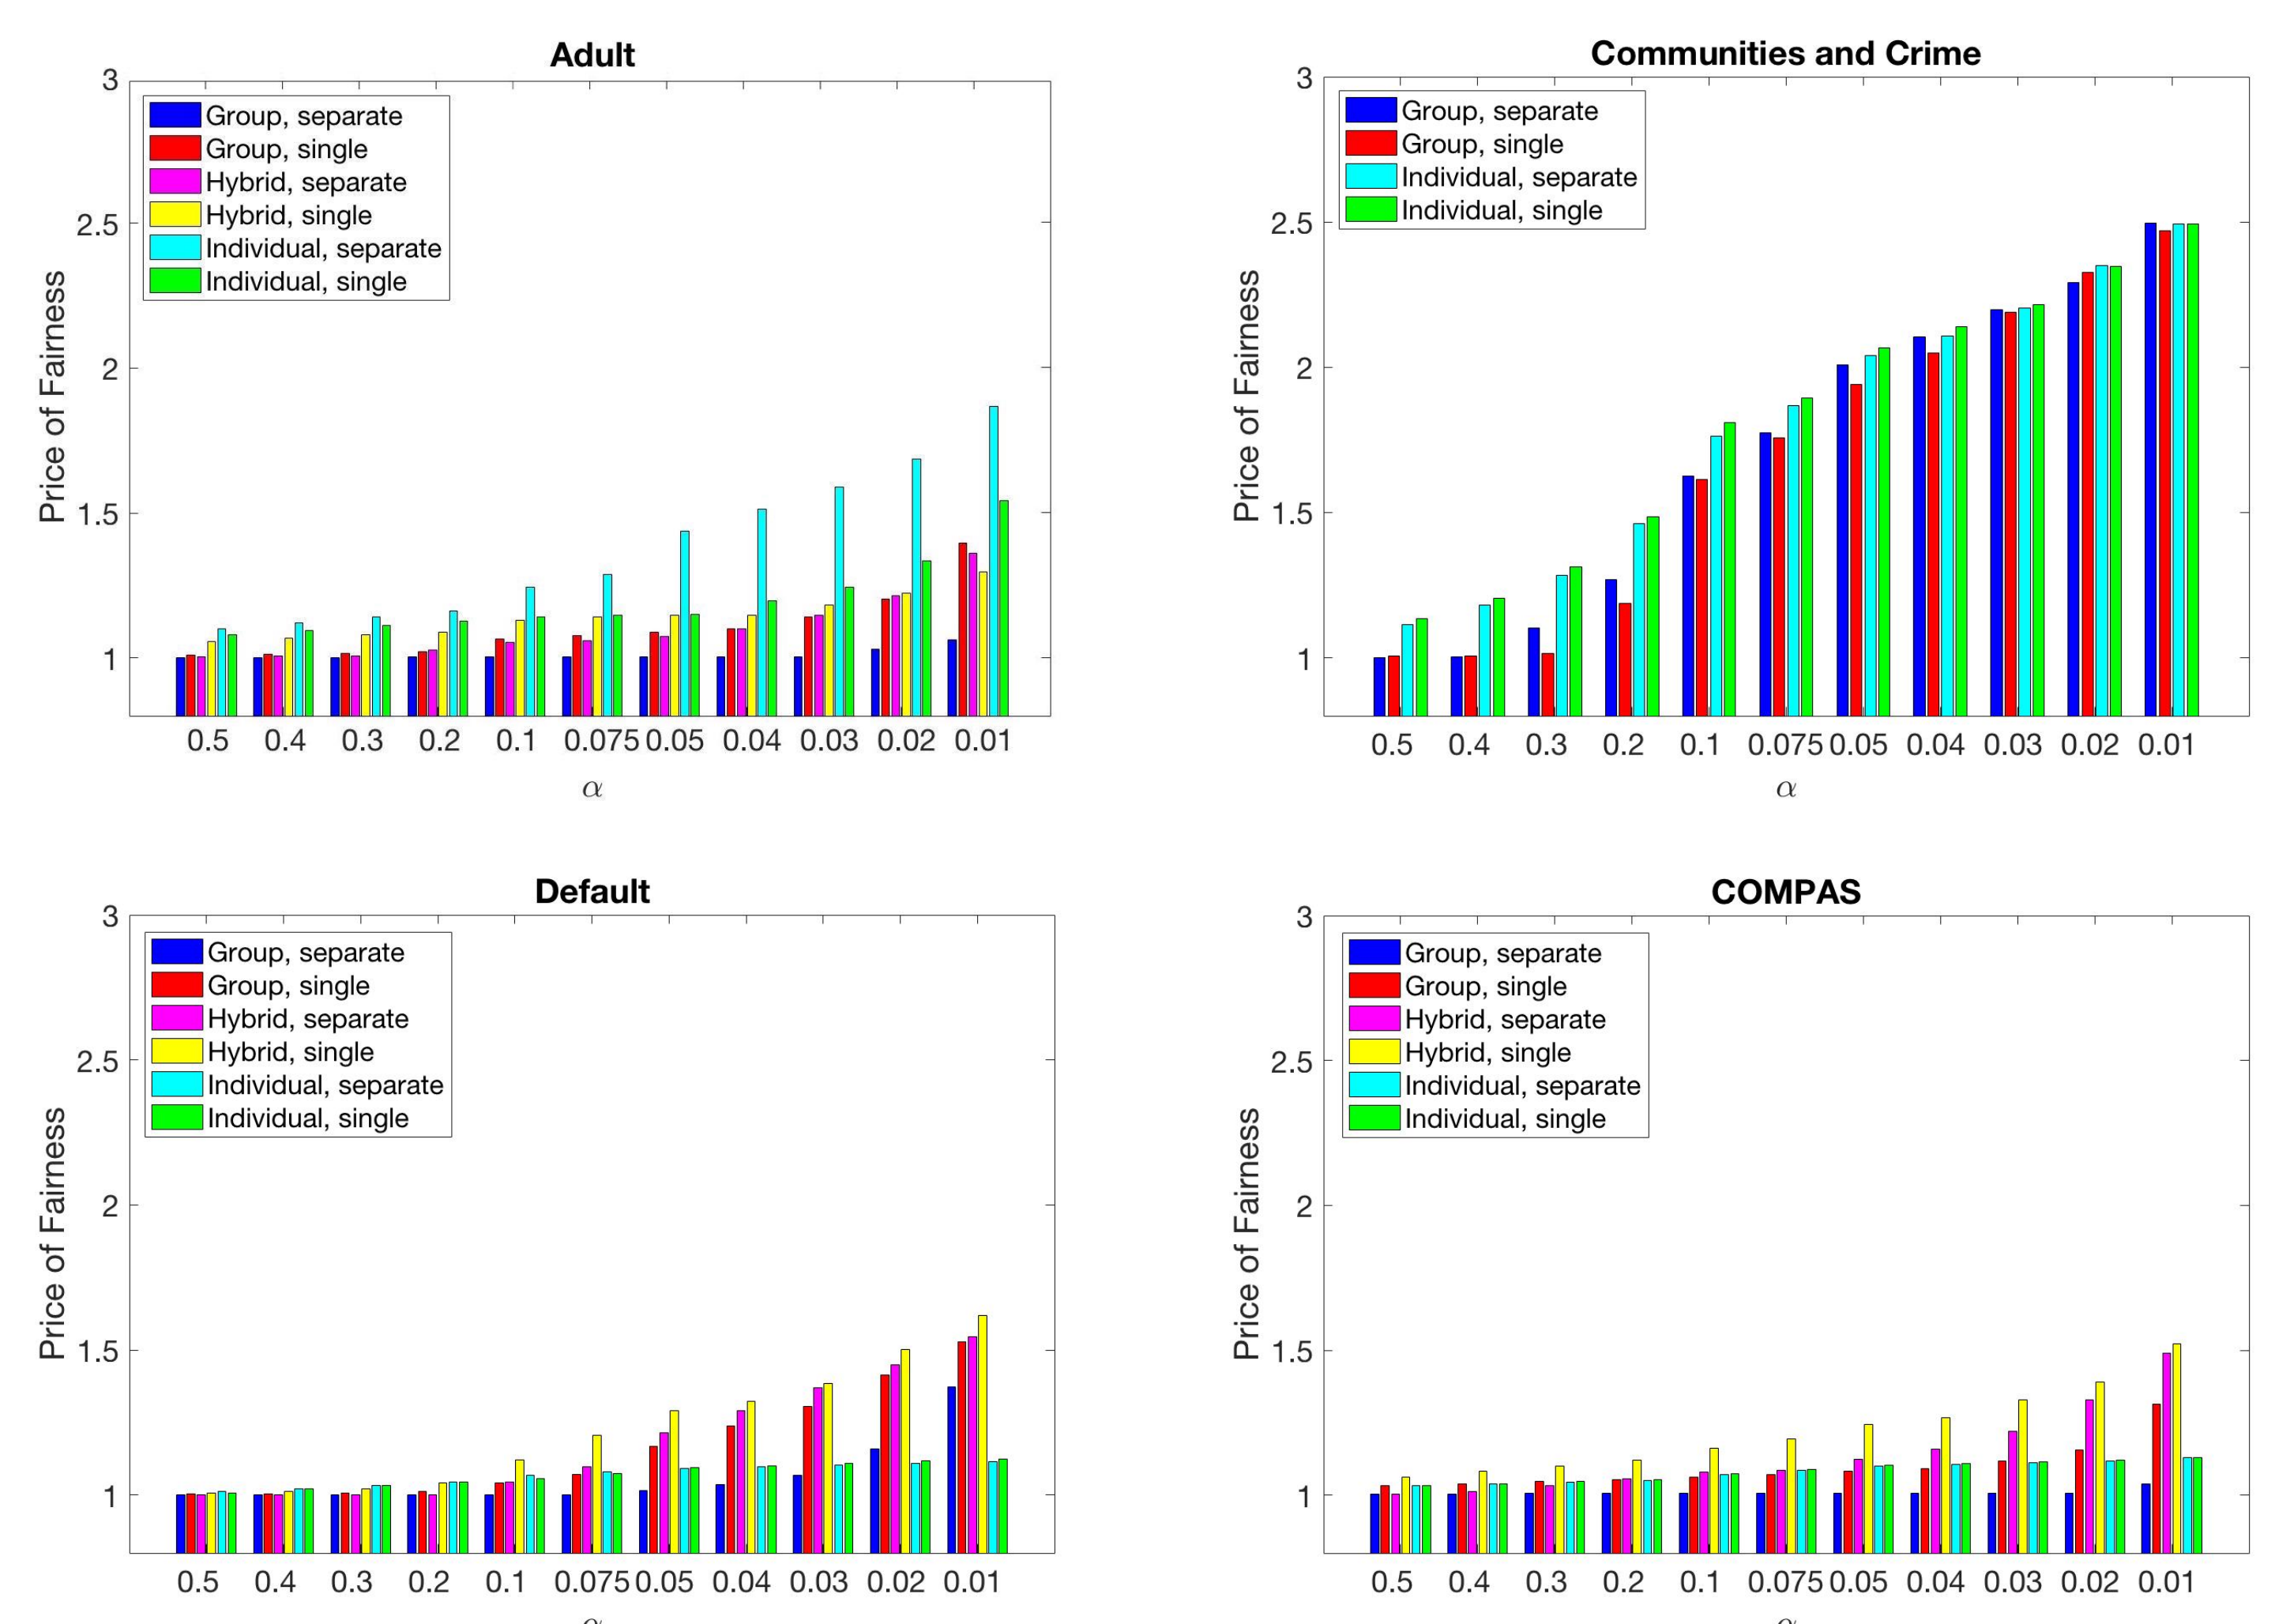 Adult
3
2.5
2
1.5
1
Price of Fairness
Group, separate
Group, single
Hybrid, separate
Hybrid, single
Individual, separate
Individual, single
0.5 0.4 0.3 0.2 0.1 0.075 0.05 0.04 0.03 0.02 0.01
α
Communities and Crime
3
2.5
2
1.5
1
Price of Fairness
Group, separate
Group, single
Individual, separate
Individual, single
0.5 0.4 0.3 0.2 0.1 0.075 0.05 0.04 0.03 0.02 0.01
α
Default
3
2.5
2
1.5
1
Price of Fairness
Group, separate
Group, single
Hybrid, separate
Hybrid, single
Individual, separate
Individual, single
0.5 0.4 0.3 0.2 0.1 0.075 0.05 0.04 0.03 0.02 0.01
α
COMPAS
3
2.5
2
1.5
1
Price of Fairness
Group, separate
Group, single
Hybrid, separate
Hybrid, single
Individual, separate
Individual, single
0.5 0.4 0.3 0.2 0.1 0.075 0.05 0.04 0.03 0.02 0.01
α